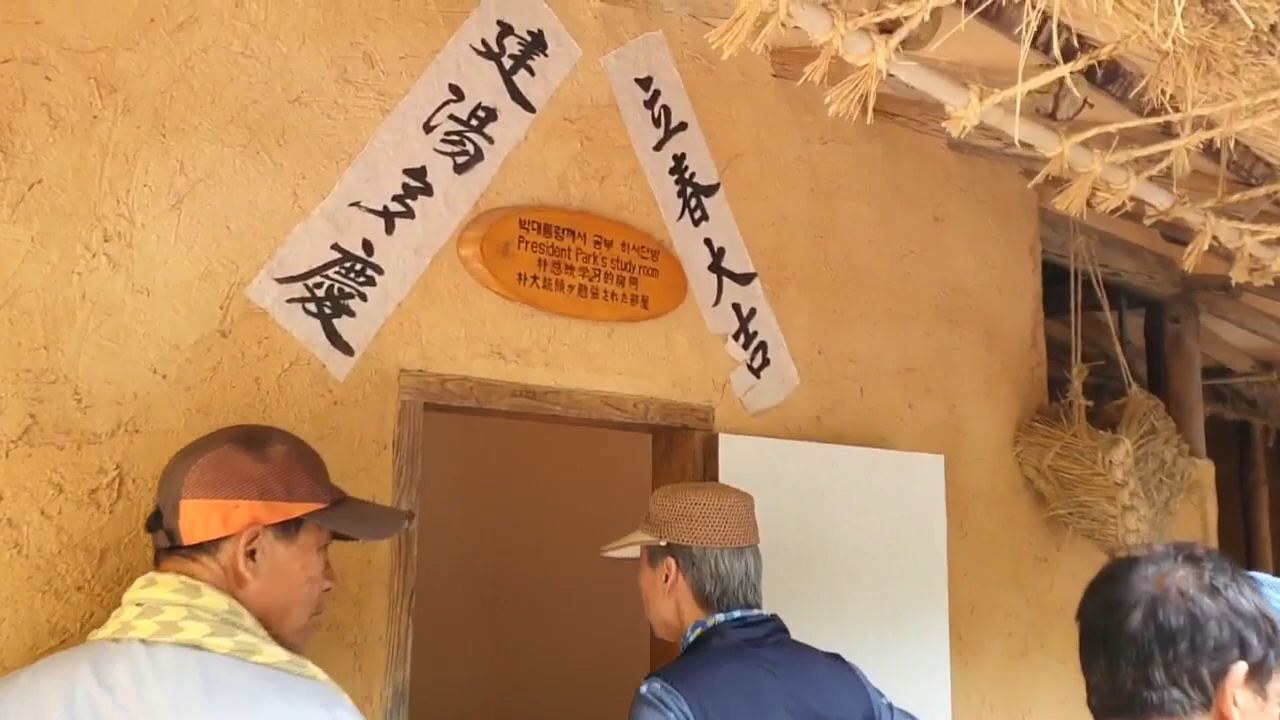 建陽多慶
立春大吉
박대통령께서 공부 하시던방
President Park's study room
朴总统学习的房间
朴大統領が勉強された部屋